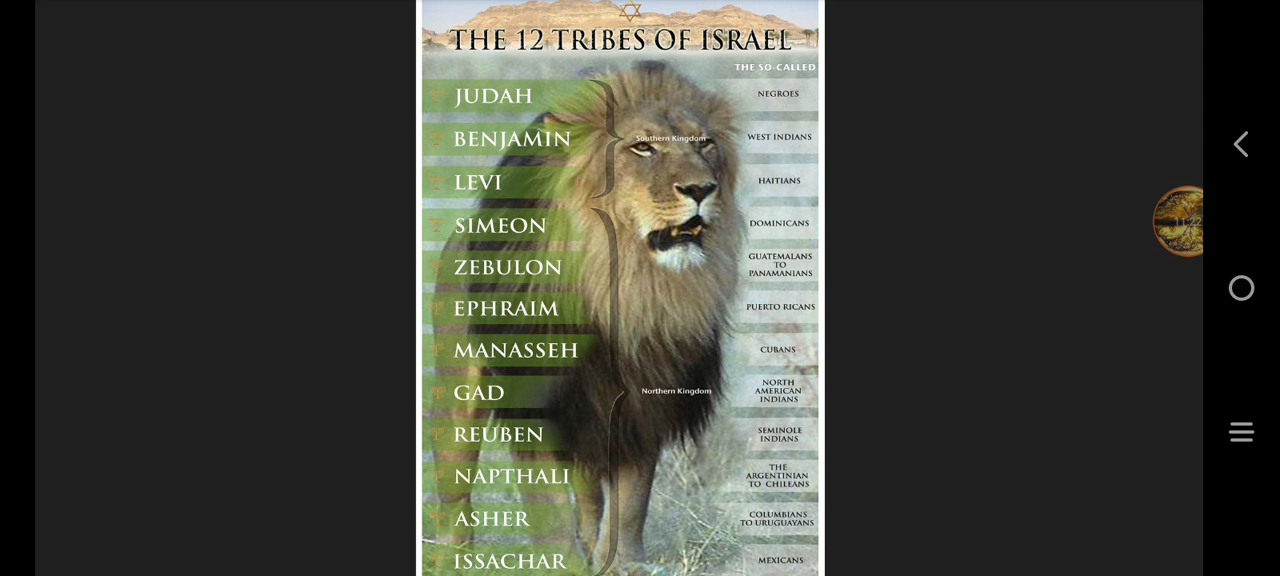 THE 12 TRIBES OF ISRAEL
THE SO-CALLED
JUDAH
NEGROES
BENJAMIN
Southern Kingdom
WEST INDIANS
LEVI
HAITIANS
SIMEON
DOMINICANS
ZEBULON
GUATEMALANS
TO
PANAMANIANS
EPHRAIM
PUERTO RICANS
MANASSEH
CUBANS
GAD
Northern Kingdom
NORTH
AMERICAN
INDIANS
REUBEN
SEMINOLE
INDIANS
NAPTHALI
THE
ARGENTINIAN
TO CHILEANS
ASHER
COLUMBIANS
TO URUGUAYANS
ISSACHAR
MEXICANS
11:22